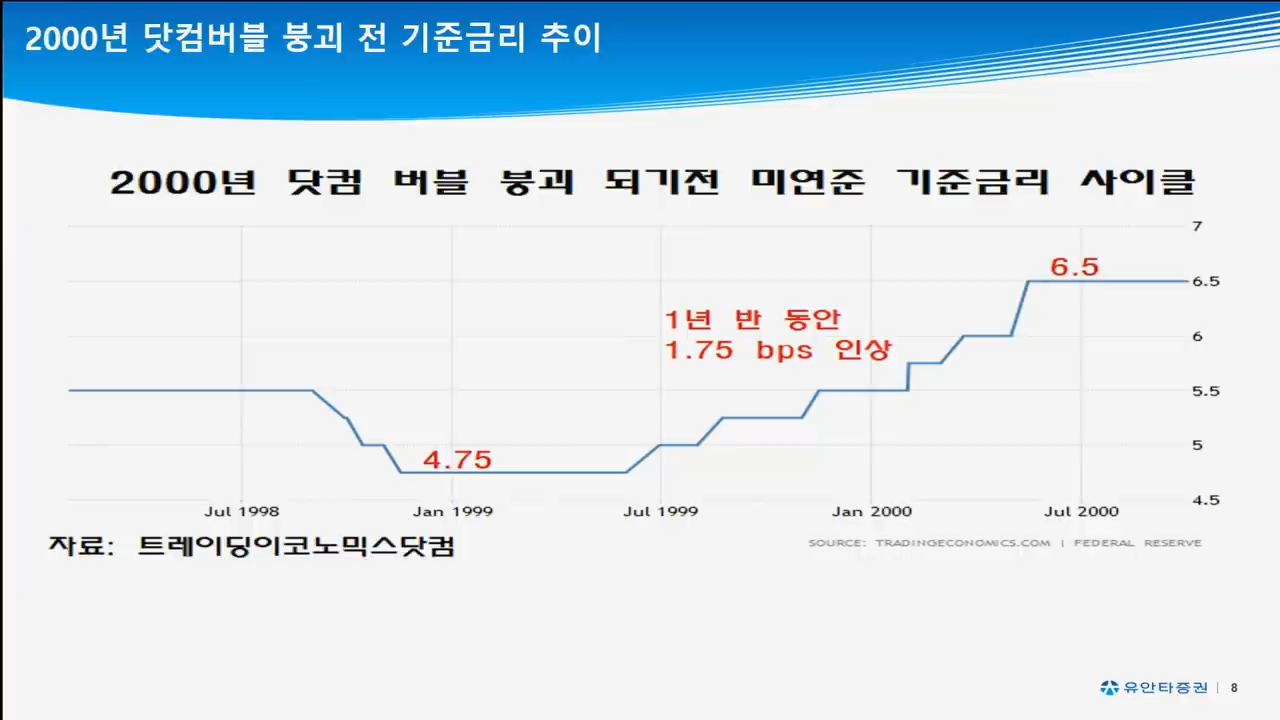 2000년 닷컴버블 붕괴 전 기준금리 추이
2000년 닷컴 버블 붕괴 되기전 미연준 기준금리 사이클
7
6.5
6.5
1년 반 동안
1.75 bps 인상
6
5.5
5
4.75
4.5
Jul 1998 Jan 1999 Jul 1999 Jan 2000 Jul 2000
자료: 트레이딩이코노믹스닷컴
SOURCE: TRADINGECONOMICS.COM | FEDERAL RESERVE
유안타증권 | 8